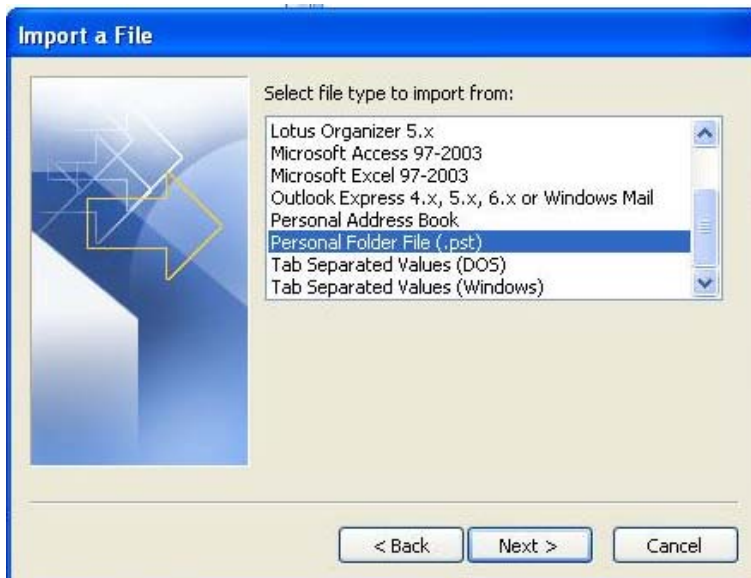 Import a File
Select file type to import from:
Lotus Organizer 5.x
Microsoft Access 97-2003
Microsoft Excel 97-2003
Outlook Express 4.x, 5.x, 6.x or Windows Mail
Personal Address Book
Personal Folder File (.pst)
Tab Separated Values (DOS)
Tab Separated Values (Windows)
< Back Next > Cancel